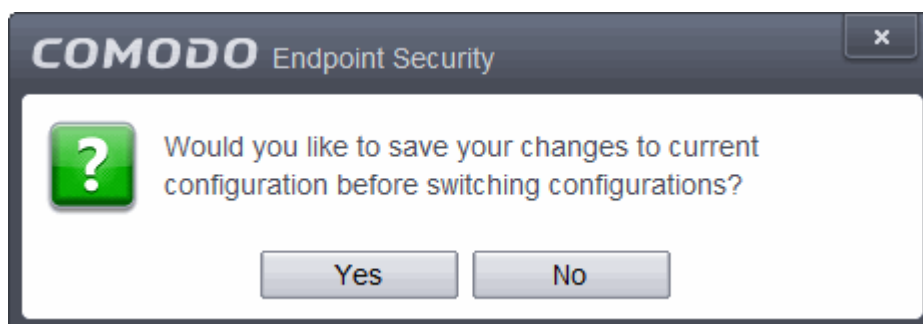 COMODO Endpoint Security
Would you like to save your changes to current
configuration before switching configurations?
Yes No